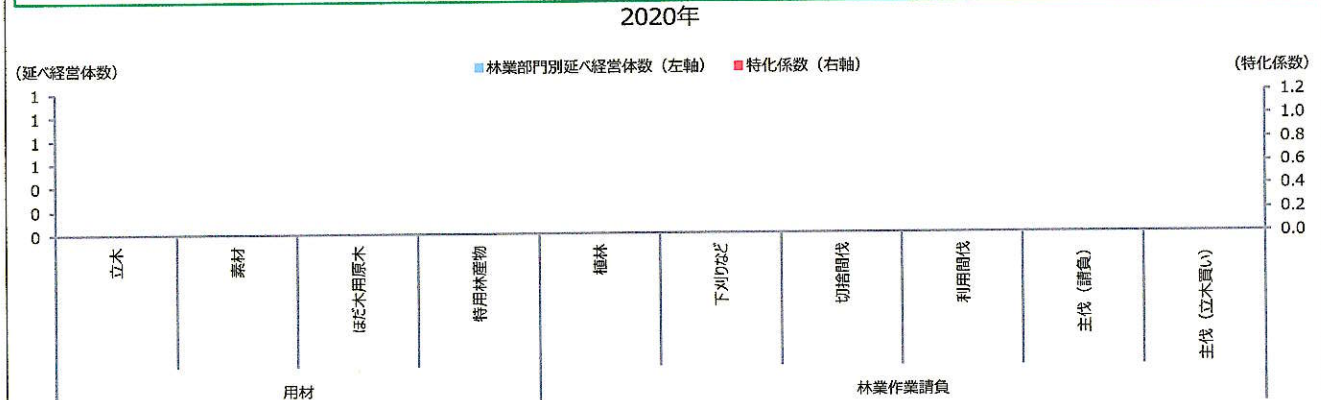 2020年
■林業部門別延べ経営体数（左軸） ■特化係数（右軸）
（延べ経営体数） （特化係数）
1
1
1
1
0
0
0
1.2
1.0
0.8
0.6
0.4
0.2
0.0
立木
素材
ほだ木用原木
特用林産物
植林
下刈りなど
切捨間伐
利用間伐
主伐（請負）
主伐（立木買い）
用材
林業作業請負